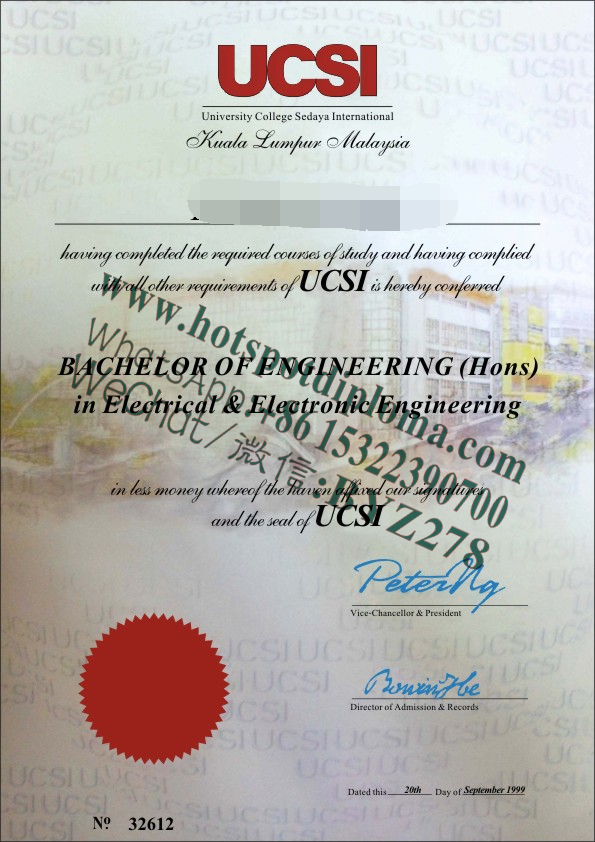 UCSI
University College Sedaya International
Kuala Lumpur Malaysia
having completed the required courses of study and having complied
with all other requirements of UCSI is hereby conferred
www.hotspotdiploma.com
BACHELOR OF ENGINEERING (Hons)
in Electrical & Electronic Engineering
WhatsApp:+86 15322390700
WeChat/微信:BYZ278
in less money whereof the haven affixed our signatures
and the seal of UCSI
Peter Ng
Vice-Chancellor & President
Director of Admission & Records
Dated this 20th Day of September 1999
Nº 32612